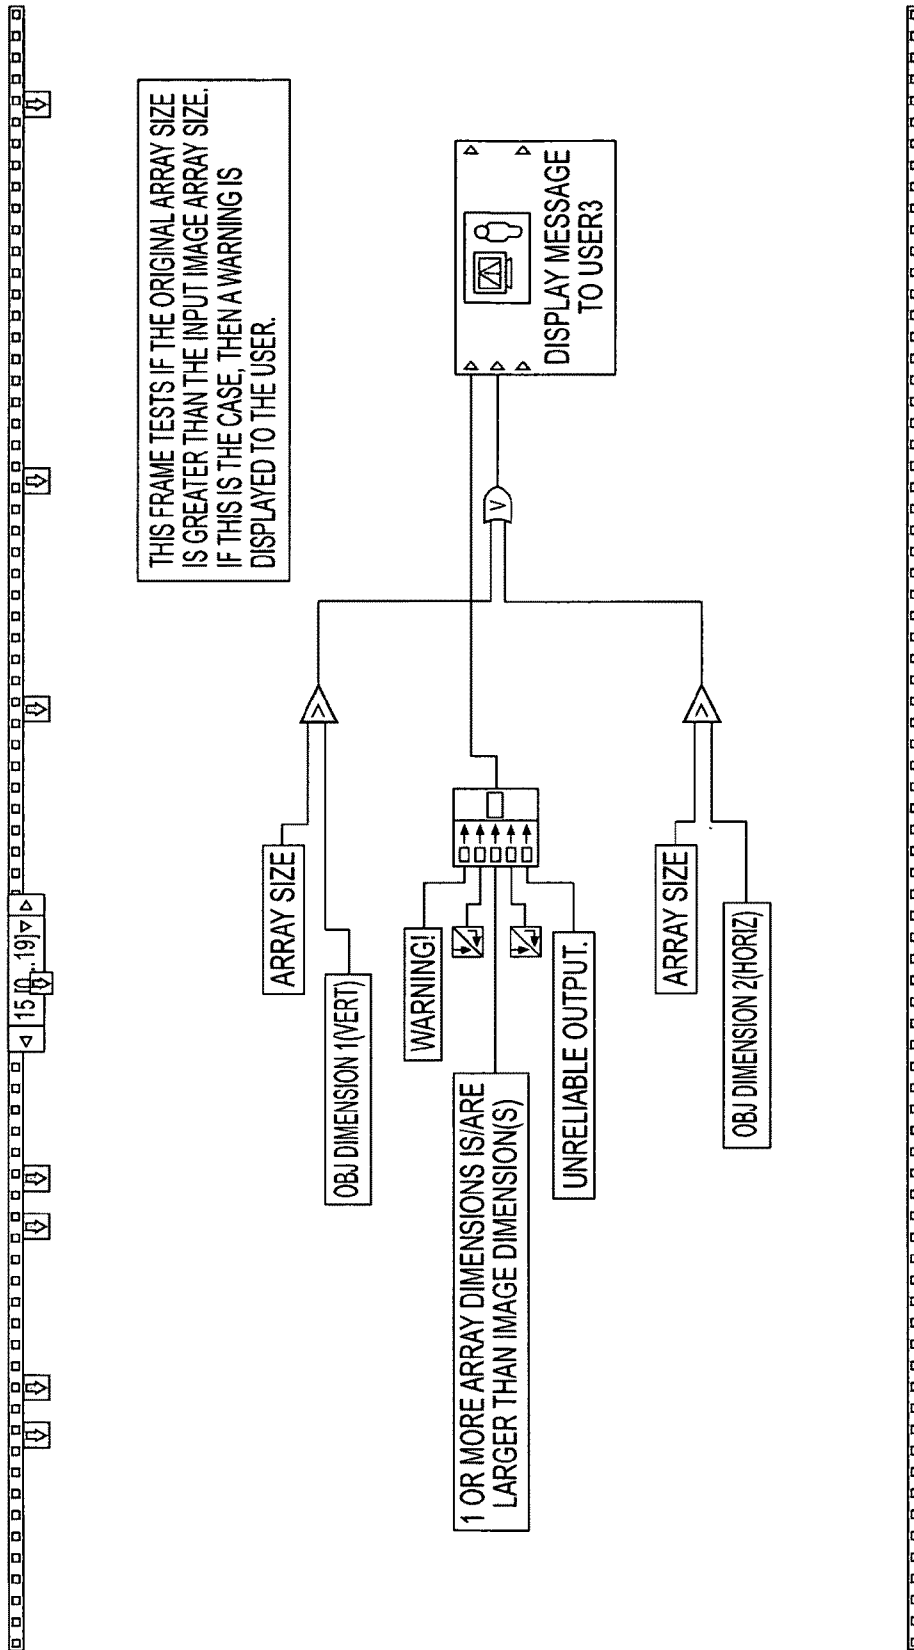 15 [0..19]
THIS FRAME TESTS IF THE ORIGINAL ARRAY SIZE
IS GREATER THAN THE INPUT IMAGE ARRAY SIZE.
IF THIS IS THE CASE, THEN A WARNING IS
DISPLAYED TO THE USER.
ARRAY SIZE
OBJ DIMENSION 1(VERT)
WARNING!
1 OR MORE ARRAY DIMENSIONS IS/ARE
LARGER THAN IMAGE DIMENSION(S)
UNRELIABLE OUTPUT.
DISPLAY MESSAGE
TO USER3
V
ARRAY SIZE
OBJ DIMENSION 2(HORIZ)